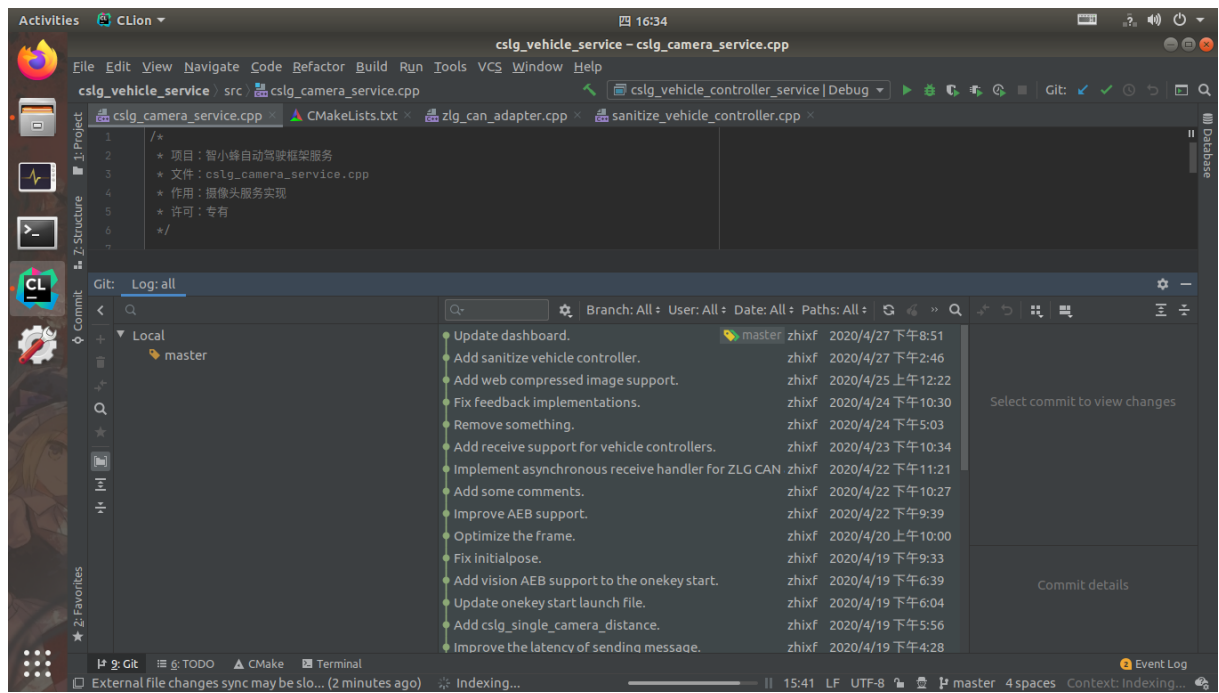 Activities CLion 四 16:34
cslg_vehicle_service – cslg_camera_service.cpp
File Edit View Navigate Code Refactor Build Run Tools VCS Window Help
cslg_vehicle_service src cslg_camera_service.cpp cslg_vehicle_controller_service | Debug Git:
cslg_camera_service.cpp CMakeLists.txt zlg_can_adapter.cpp sanitize_vehicle_controller.cpp
1: Project
7: Structure
Commit
2: Favorites
Database
1 /*
2 * 项目：智小蜂自动驾驶框架服务
3 * 文件：cslg_camera_service.cpp
4 * 作用：摄像头服务实现
5 * 许可：专有
6 */
7
Git: Log: all
Branch: All User: All Date: All Paths: All
Local
master
Update dashboard. master zhixf 2020/4/27 下午8:51
Add sanitize vehicle controller. zhixf 2020/4/27 下午2:46
Add web compressed image support. zhixf 2020/4/25 上午12:22
Fix feedback implementations. zhixf 2020/4/24 下午10:30
Remove something. zhixf 2020/4/24 下午5:03
Add receive support for vehicle controllers. zhixf 2020/4/23 下午10:34
Implement asynchronous receive handler for ZLG CAN zhixf 2020/4/22 下午11:21
Add some comments. zhixf 2020/4/22 下午10:27
Improve AEB support. zhixf 2020/4/22 下午9:39
Optimize the frame. zhixf 2020/4/20 上午10:00
Fix initialpose. zhixf 2020/4/19 下午9:33
Add vision AEB support to the onekey start. zhixf 2020/4/19 下午6:39
Update onekey start launch file. zhixf 2020/4/19 下午6:04
Add cslg_single_camera_distance. zhixf 2020/4/19 下午5:56
Improve the latency of sending message. zhixf 2020/4/19 下午4:28
Select commit to view changes
Commit details
9: Git 6: TODO CMake Terminal 2 Event Log
External file changes sync may be slo... (2 minutes ago) Indexing... 15:41 LF UTF-8 master 4 spaces Context: Indexing...